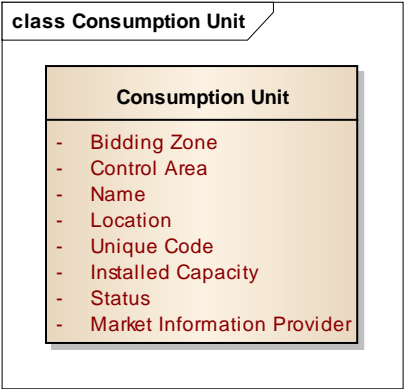 class Consumption Unit
Consumption Unit
- Bidding Zone
- Control Area
- Name
- Location
- Unique Code
- Installed Capacity
- Status
- Market Information Provider